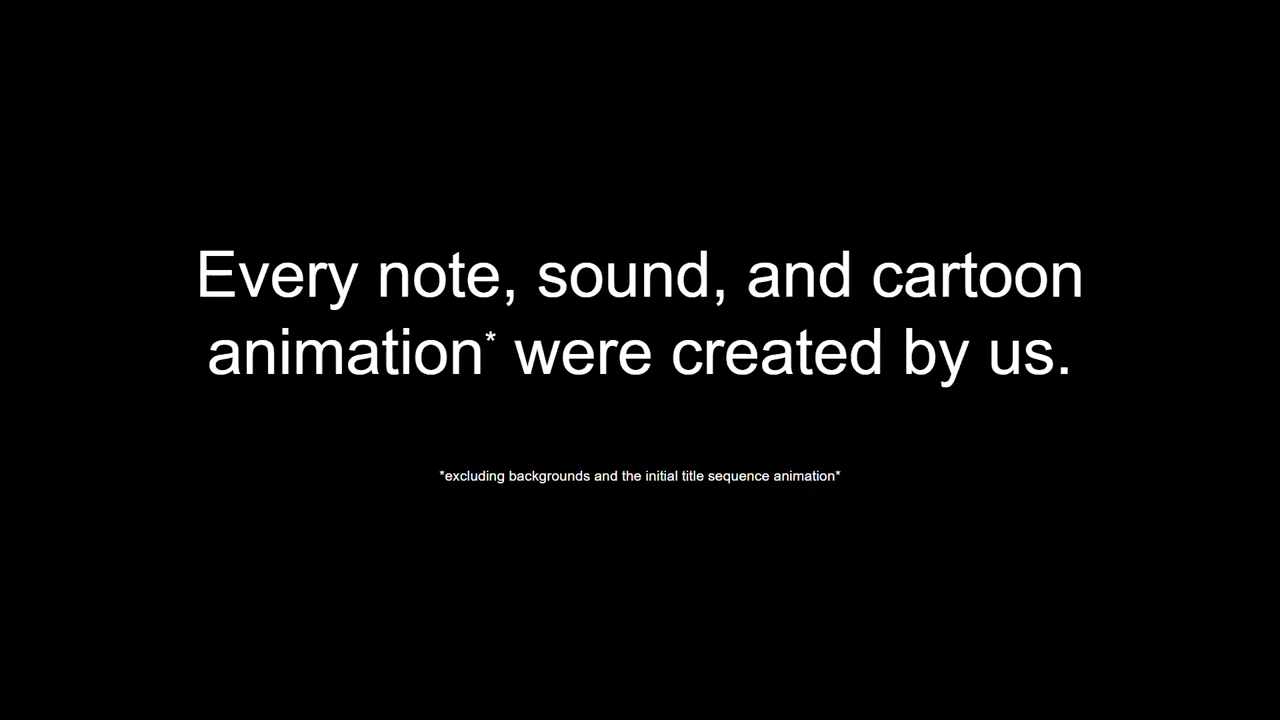 Every note, sound, and cartoon
animation* were created by us.
*excluding backgrounds and the initial title sequence animation*